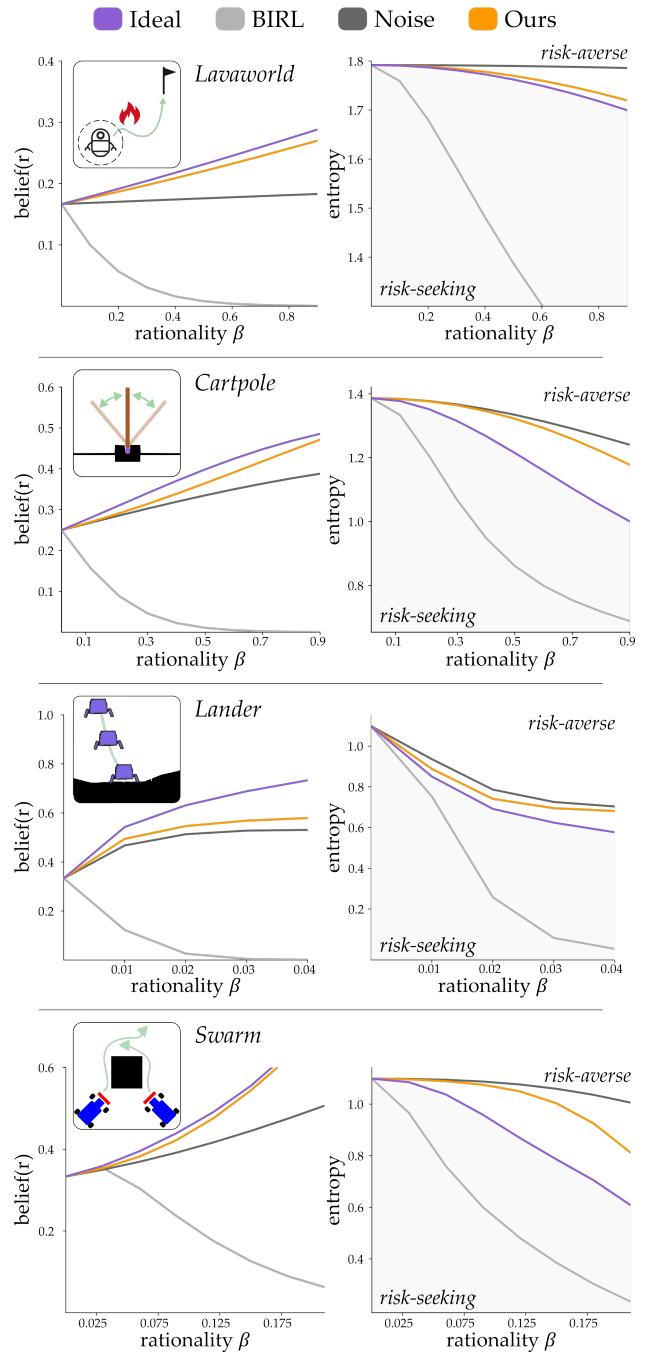 Ideal BIRL Noise Ours
Lavaworld
belief(r)
0.4
0.3
0.2
0.1
0.2 0.4 0.6 0.8
rationality β
risk-averse
entropy
1.8
1.7
1.6
1.5
1.4
risk-seeking
0.2 0.4 0.6 0.8
rationality β
Cartpole
belief(r)
0.6
0.5
0.4
0.3
0.2
0.1
0.1 0.3 0.5 0.7 0.9
rationality β
risk-averse
entropy
1.4
1.2
1.0
0.8
risk-seeking
0.1 0.3 0.5 0.7 0.9
rationality β
Lander
belief(r)
1.0
0.8
0.6
0.4
0.2
0.01 0.02 0.03 0.04
rationality β
risk-averse
entropy
1.0
0.8
0.6
0.4
0.2
risk-seeking
0.01 0.02 0.03 0.04
rationality β
Swarm
belief(r)
0.6
0.4
0.2
0.025 0.075 0.125 0.175
rationality β
risk-averse
entropy
1.0
0.8
0.6
0.4
risk-seeking
0.025 0.075 0.125 0.175
rationality β